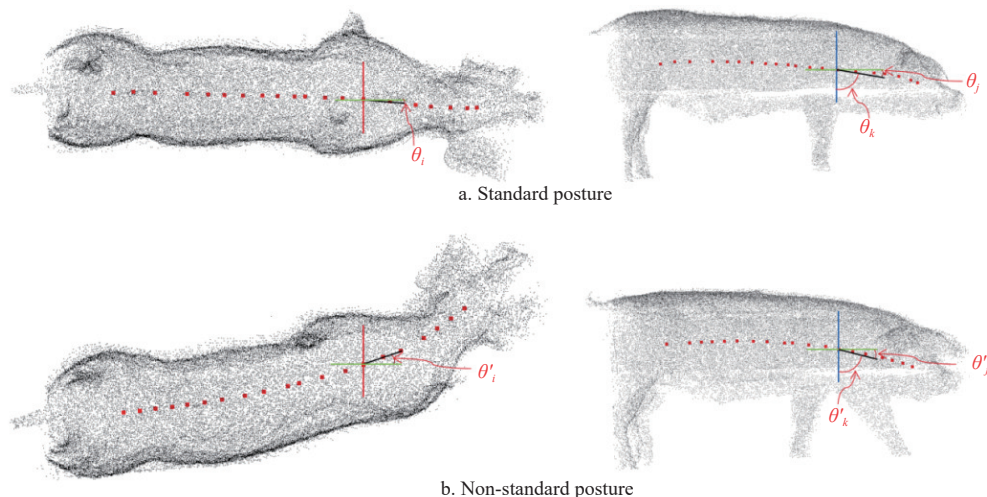 θj
θk
θi
a. Standard posture
θ′i
θ′j
θ′k
b. Non-standard posture